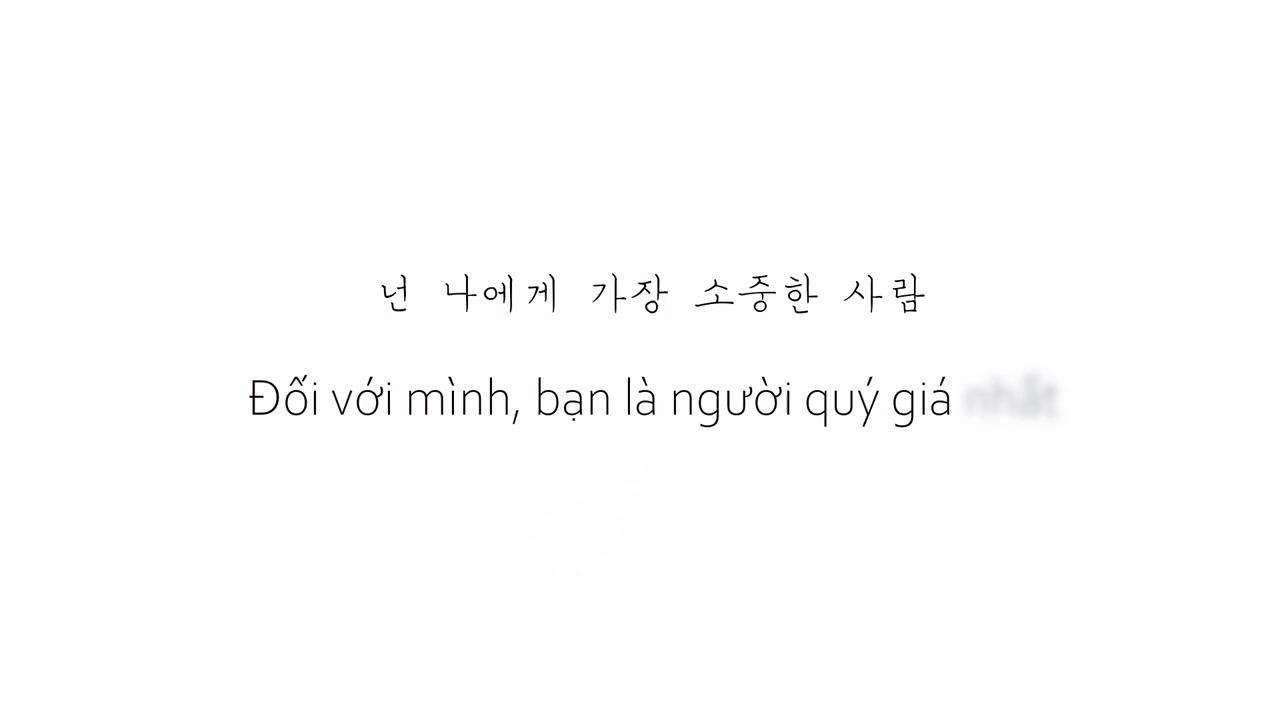 넌 나에게 가장 소중한 사람
Đối với mình, bạn là người quý giá nhất